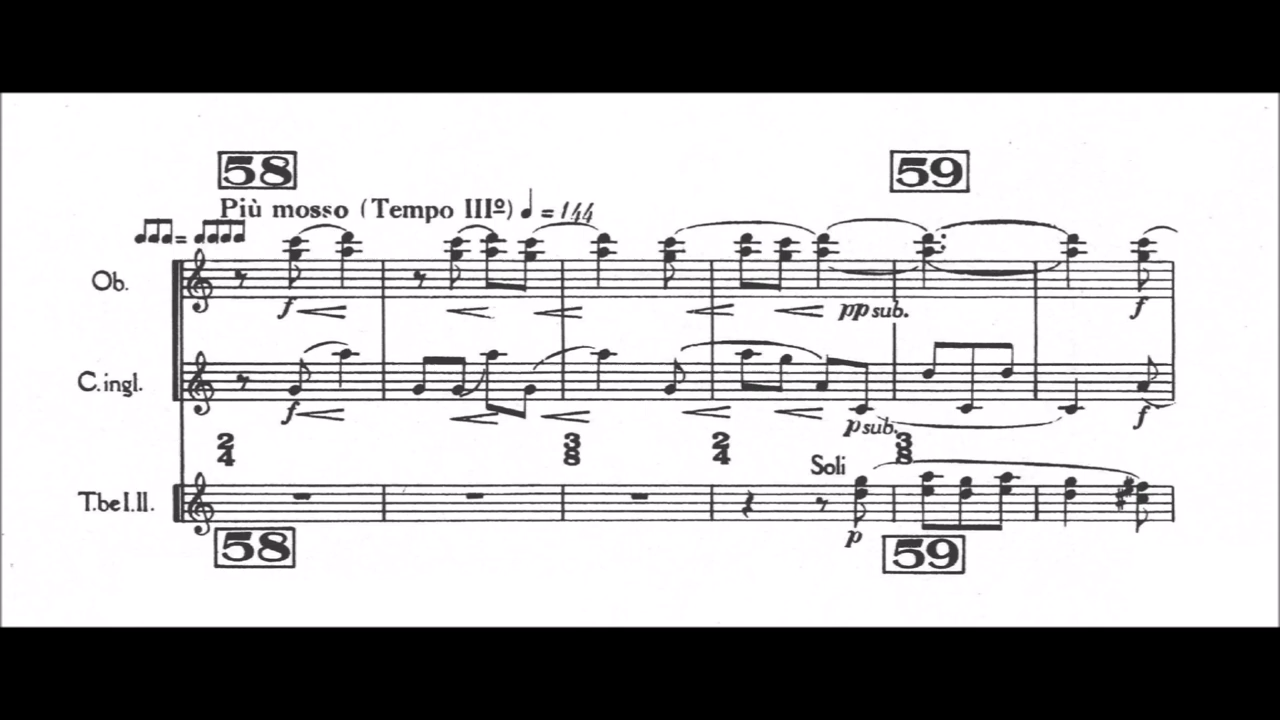 58
59
Più mosso (Tempo IIIº) ♩ = 144
=
Ob.
f
pp sub.
f
C. ingl.
f
p sub.
f
2/4
3/8
2/4
3/8
Soli
T.be I. II.
p
58
59